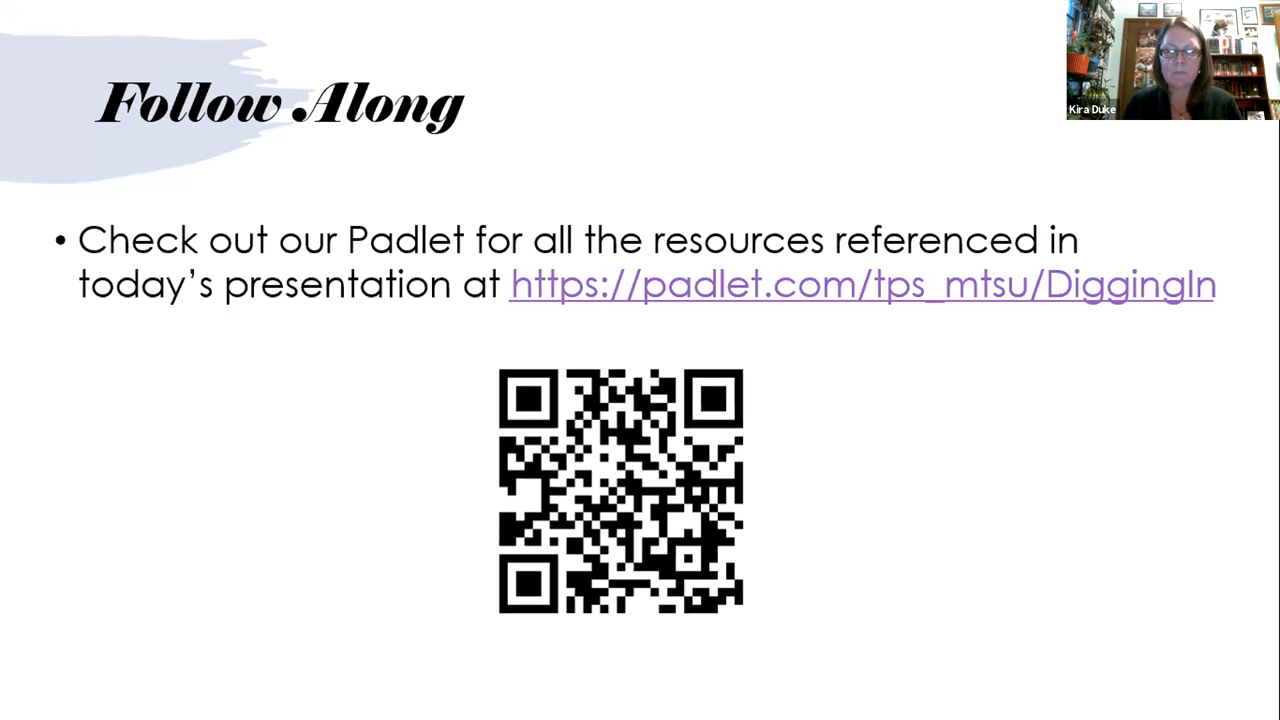 Follow Along
Kira Duke
• Check out our Padlet for all the resources referenced in
today’s presentation at https://padlet.com/tps_mtsu/DiggingIn